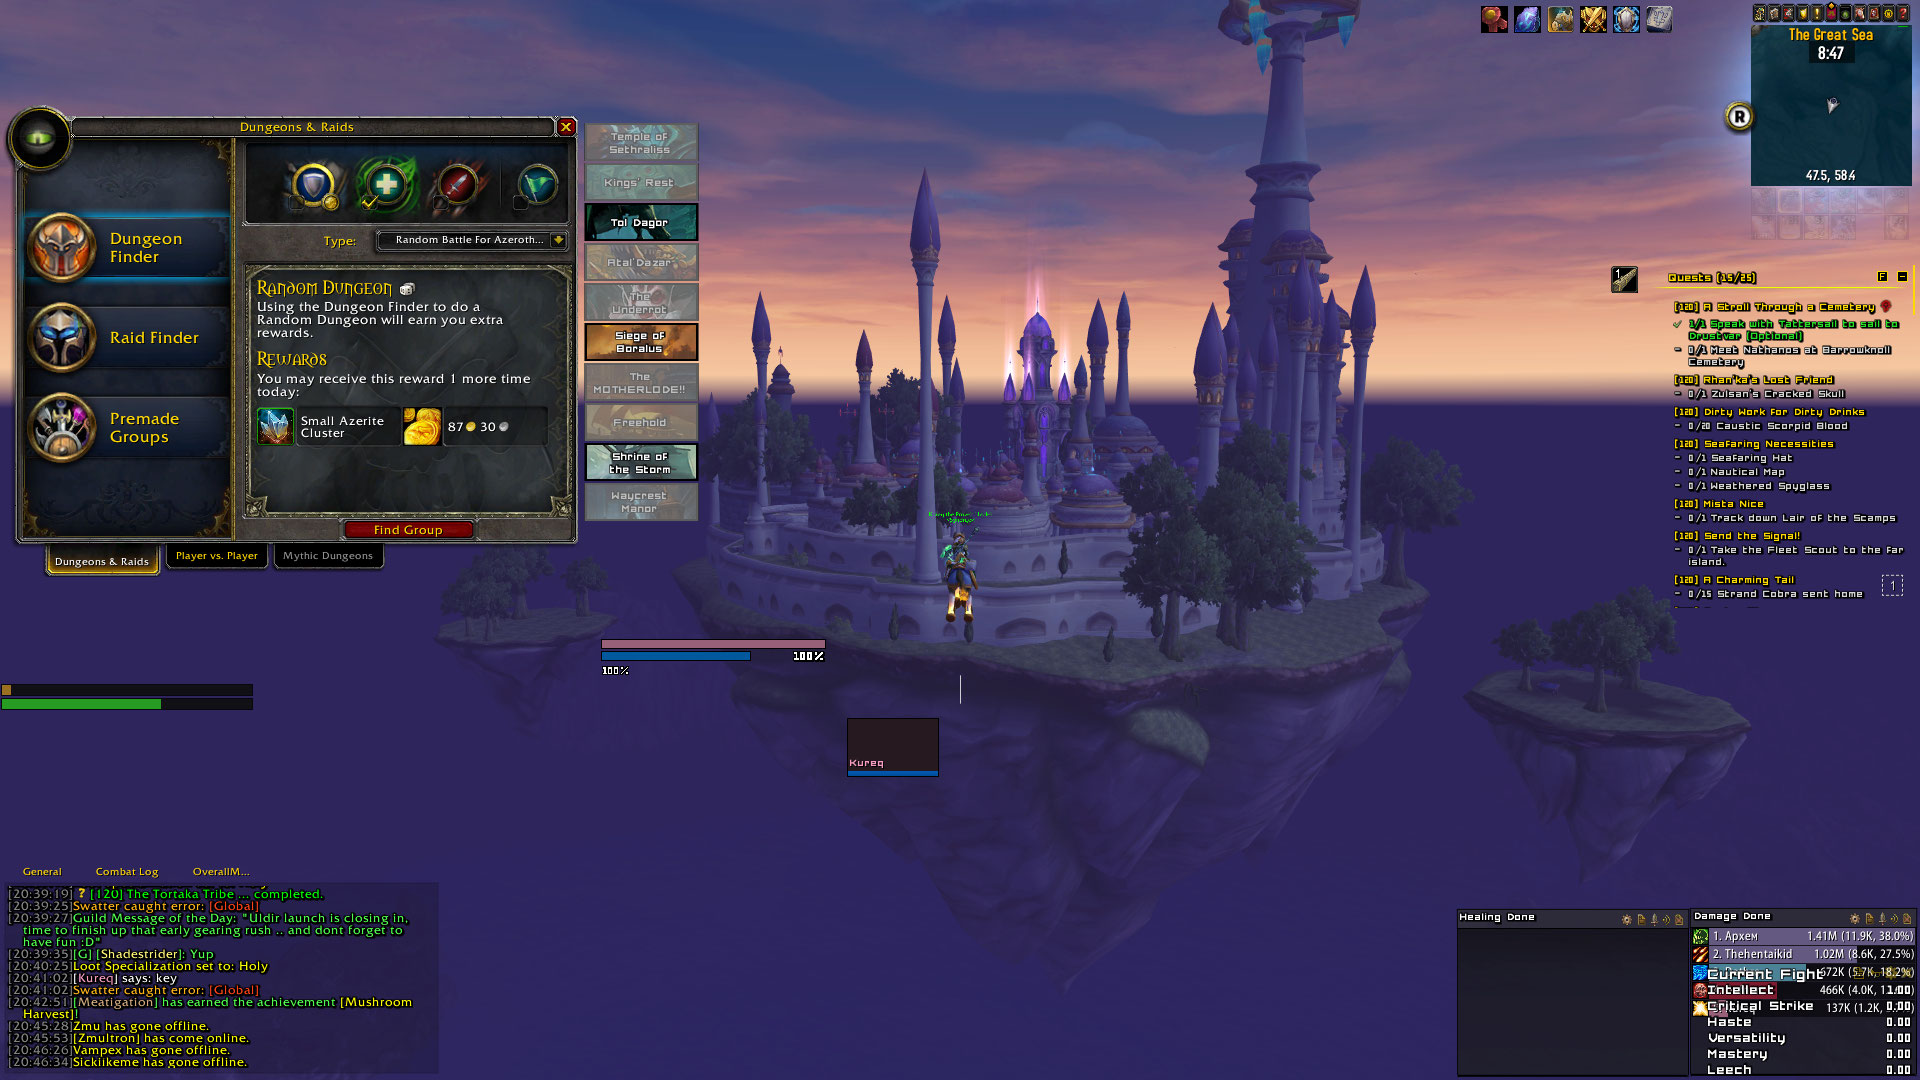 The Great Sea
8:47
R
47.5, 58.4
Dungeons & Raids
Dungeon
Finder
Raid Finder
Premade
Groups
Type:
Random Battle For Azeroth...
Random Dungeon
Using the Dungeon Finder to do a
Random Dungeon will earn you extra
rewards.
Rewards
You may receive this reward 1 more time
today:
Small Azerite
Cluster
87
30
Find Group
Dungeons & Raids
Player vs. Player
Mythic Dungeons
Temple of
Sethraliss
Kings' Rest
Tol Dagor
Atal'Dazar
The
Underrot
Siege of
Boralus
The
MOTHERLODE!!
Freehold
Shrine of
the Storm
Waycrest
Manor
1
Quests (15/25)
F
[120] A Stroll Through a Cemetery
1/1 Speak with Tattersail to sail to
Drustvar (Optional)
- 0/1 Meet Nathanos at Barrowknoll
Cemetery
[120] Rhan'ka's Lost Friend
- 0/1 Zulsan's Cracked Skull
[120] Dirty Work For Dirty Drinks
- 0/20 Caustic Scorpid Blood
[120] Seafaring Necessities
- 0/1 Seafaring Hat
- 0/1 Nautical Map
- 0/1 Weathered Spyglass
[120] Mista Nice
- 0/1 Track down Lair of the Scamps
[120] Send the Signal!
- 0/1 Take the Fleet Scout to the far
island.
[120] A Charming Tail
- 0/15 Strand Cobra sent home
1
100%
100%
Kureq
General
Combat Log
OverallM...
[20:39:19] ? [120] The Tortaka Tribe ... completed.
[20:39:25]Swatter caught error: [Global]
[20:39:27]Guild Message of the Day: "Uldir launch is closing in,
time to finish up that early gearing rush .. and dont forget to
have fun :D"
[20:39:35][G] [Shadestrider]: Yup
[20:40:25]Loot Specialization set to: Holy
[20:41:02][Kureq] says: key
[20:41:02]Swatter caught error: [Global]
[20:42:51][Meatigation] has earned the achievement [Mushroom
Harvest]!
[20:45:28]Zmu has gone offline.
[20:45:53][Zmultron] has come online.
[20:46:26]Vampex has gone offline.
[20:46:34]Sickiikeme has gone offline.
Healing Done
Damage Done
1. Архем 1.41M (11.9K, 38.0%)
2. Thehentaikid 1.02M (8.6K, 27.5%)
672K (5.7K, 18.2%)
Current Fight
466K (4.0K,
Intellect
137K (1.2K,
Critical Strike 0.00
Haste 0.00
Versatility 0.00
Mastery 0.00
Leech 0.00